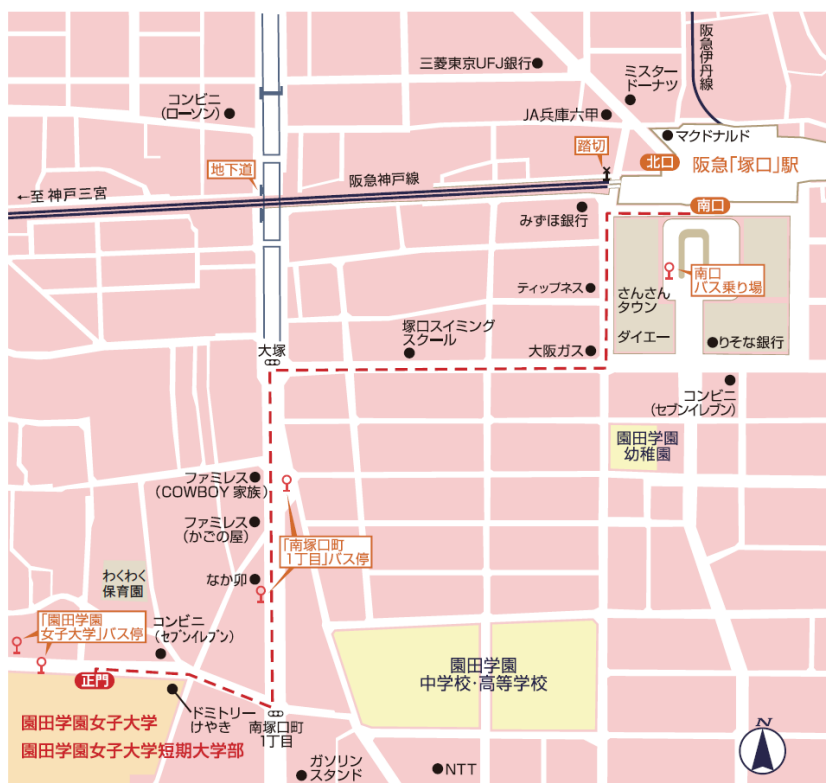 阪急伊丹線
三菱東京UFJ銀行
ミスター
ドーナツ
コンビニ
(ローソン)
JA兵庫六甲
マクドナルド
踏切
北口
阪急「塚口」駅
地下道
阪急神戸線
←至 神戸三宮
南口
みずほ銀行
南口
バス乗り場
ティップネス
さんさん
タウン
塚口スイミング
スクール
大阪ガス
ダイエー
りそな銀行
大塚
コンビニ
(セブンイレブン)
園田学園
幼稚園
ファミレス
(COWBOY 家族)
ファミレス
(かごの屋)
「南塚口町
1丁目」バス停
なか卯
わくわく
保育園
「園田学園
女子大学」バス停
コンビニ
(セブンイレブン)
正門
園田学園
中学校・高等学校
ドミトリー
けやき
南塚口町
1丁目
園田学園女子大学
園田学園女子大学短期大学部
ガソリン
スタンド
NTT
N